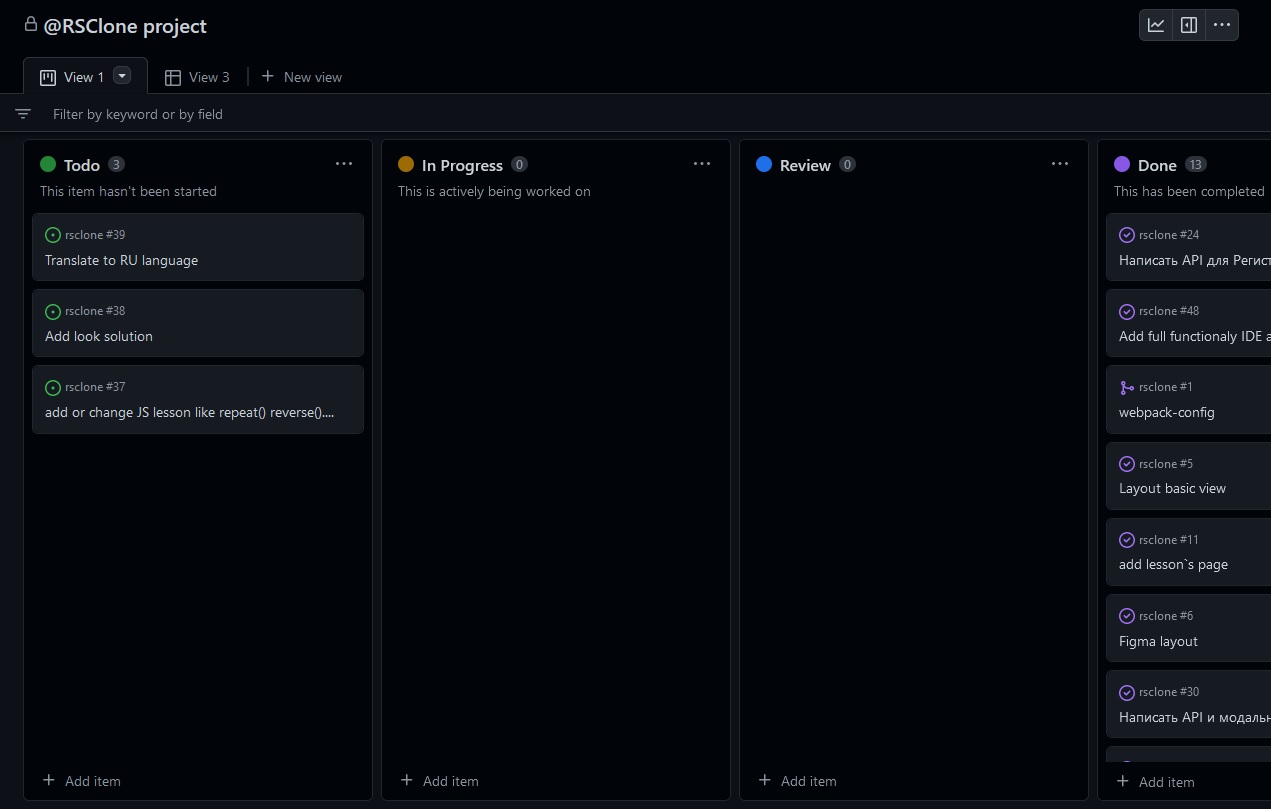 @RSClone project
View 1
View 3
New view
Filter by keyword or by field
Todo 3
This item hasn't been started
rsclone #39
Translate to RU language
rsclone #38
Add look solution
rsclone #37
add or change JS lesson like repeat() reverse()....
Add item
In Progress 0
This is actively being worked on
Add item
Review 0
Add item
Done 13
This has been completed
rsclone #24
Написать API для Регист
rsclone #48
Add full functionaly IDE a
rsclone #1
webpack-config
rsclone #5
Layout basic view
rsclone #11
add lesson`s page
rsclone #6
Figma layout
rsclone #30
Написать API и модальн
Add item